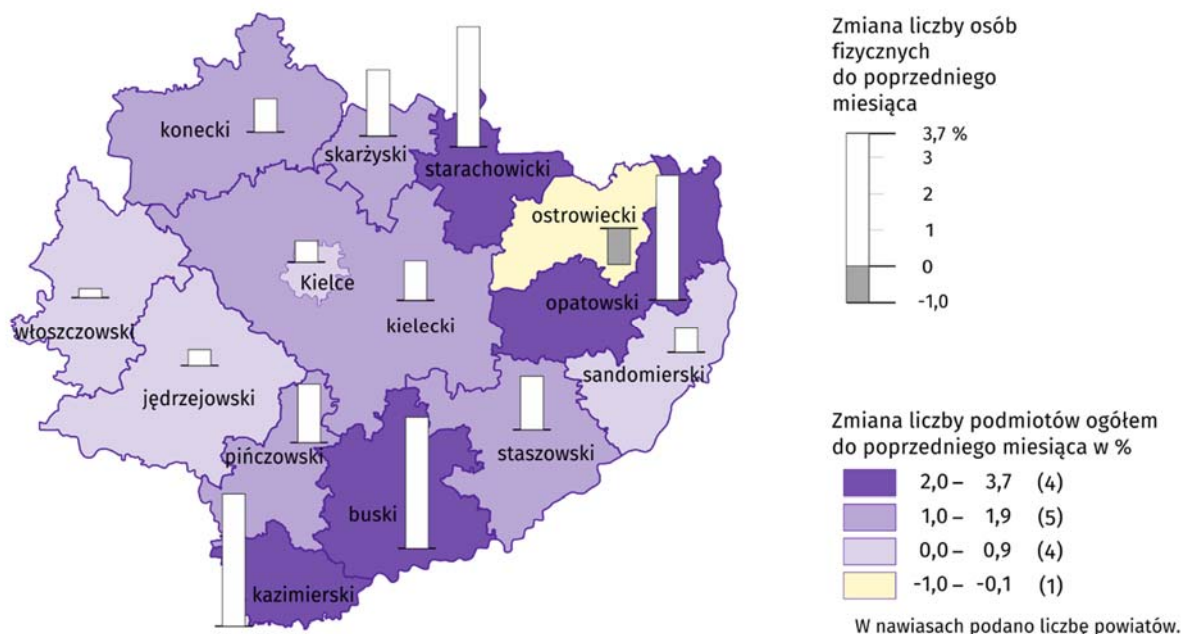 konecki
skarżyski
starachowicki
ostrowiecki
Kielce
opatowski
włoszczowski
kielecki
sandomierski
jędrzejowski
pińczowski
staszowski
buski
kazimierski
Zmiana liczby osób
fizycznych
do poprzedniego
miesiąca
3,7 %
3
2
1
0
-1,0
Zmiana liczby podmiotów ogółem
do poprzedniego miesiąca w %
2,0 – 3,7 (4)
1,0 – 1,9 (5)
0,0 – 0,9 (4)
-1,0 – -0,1 (1)
W nawiasach podano liczbę powiatów.